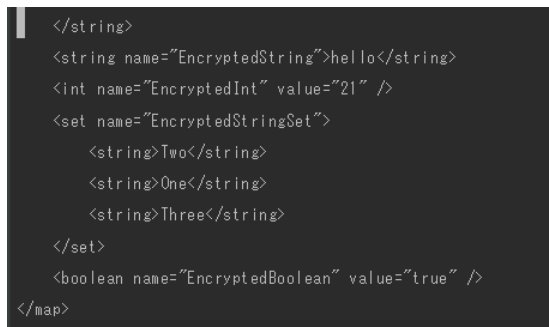 </string>
<string name="EncryptedString">hello</string>
<int name="EncryptedInt" value="21" />
<set name="EncryptedStringSet">
<string>Two</string>
<string>One</string>
<string>Three</string>
</set>
<boolean name="EncryptedBoolean" value="true" />
</map>